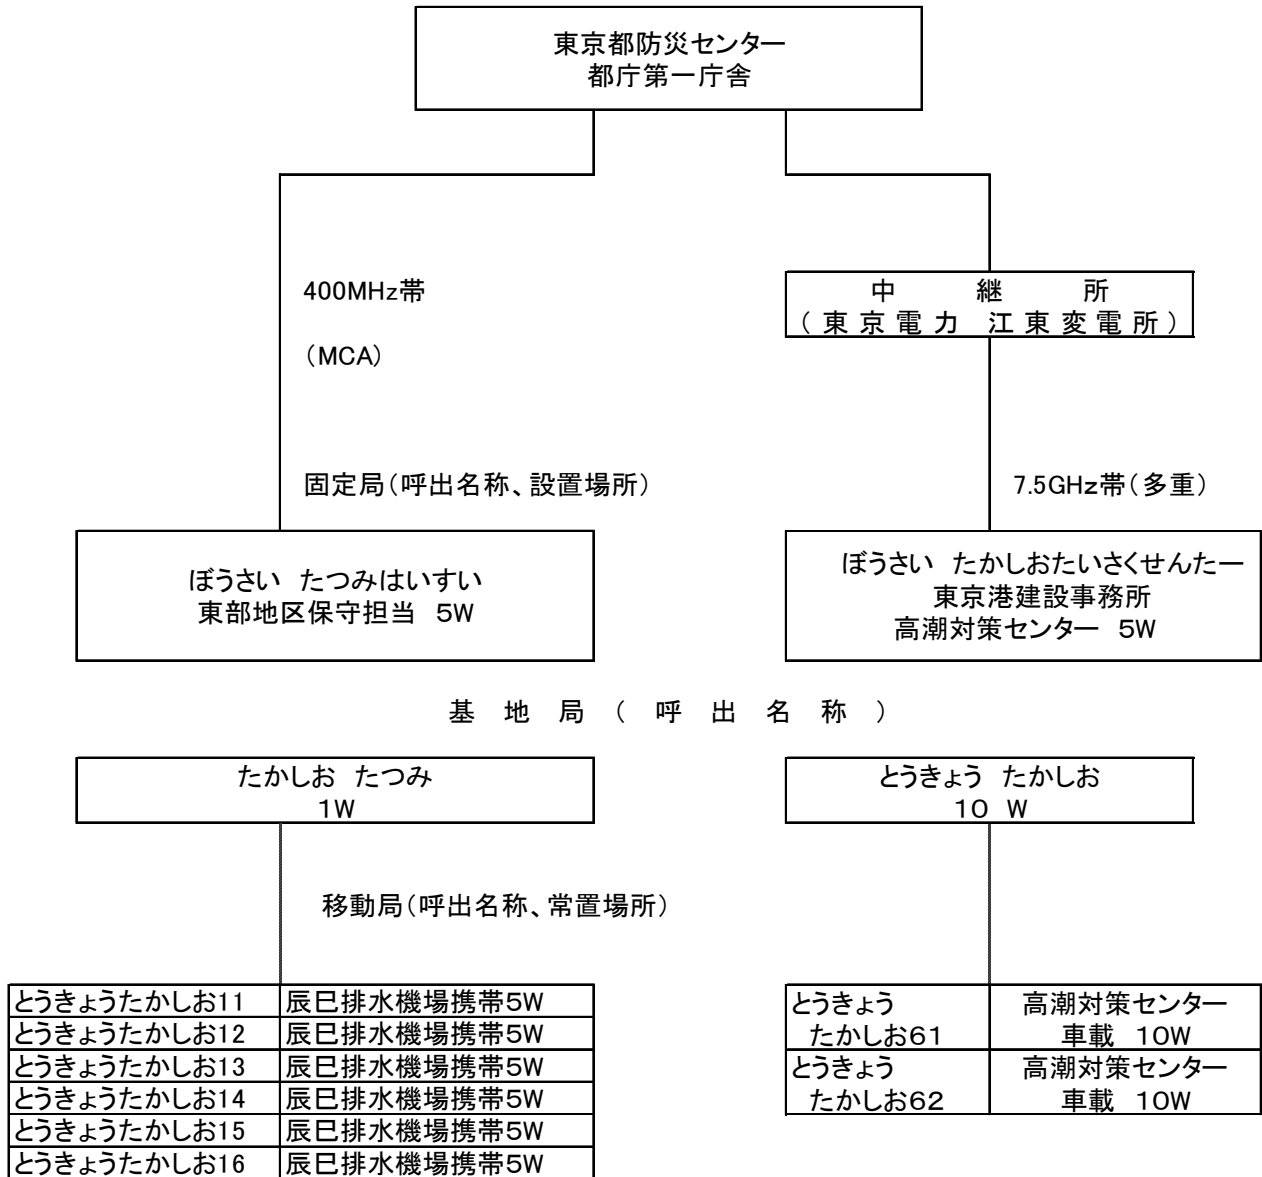 東京都防災センター
都庁第一庁舎
400MHz帯
(MCA)
中　継　所
(東京電力　江東変電所)
固定局(呼出名称、設置場所)
7.5GHz帯(多重)
ぼうさい　たつみはいすい
東部地区保守担当　5W
ぼうさい　たかしおたいさくせんたー
東京港建設事務所
高潮対策センター　5W
基　地　局　(　呼　出　名　称　)
たかしお　たつみ
1W
とうきょう　たかしお
10　W
移動局(呼出名称、常置場所)
とうきょうたかしお11　辰巳排水機場携帯5W
とうきょうたかしお12　辰巳排水機場携帯5W
とうきょうたかしお13　辰巳排水機場携帯5W
とうきょうたかしお14　辰巳排水機場携帯5W
とうきょうたかしお15　辰巳排水機場携帯5W
とうきょうたかしお16　辰巳排水機場携帯5W
とうきょう　高潮対策センター
たかしお61　車載　10W
とうきょう　高潮対策センター
たかしお62　車載　10W